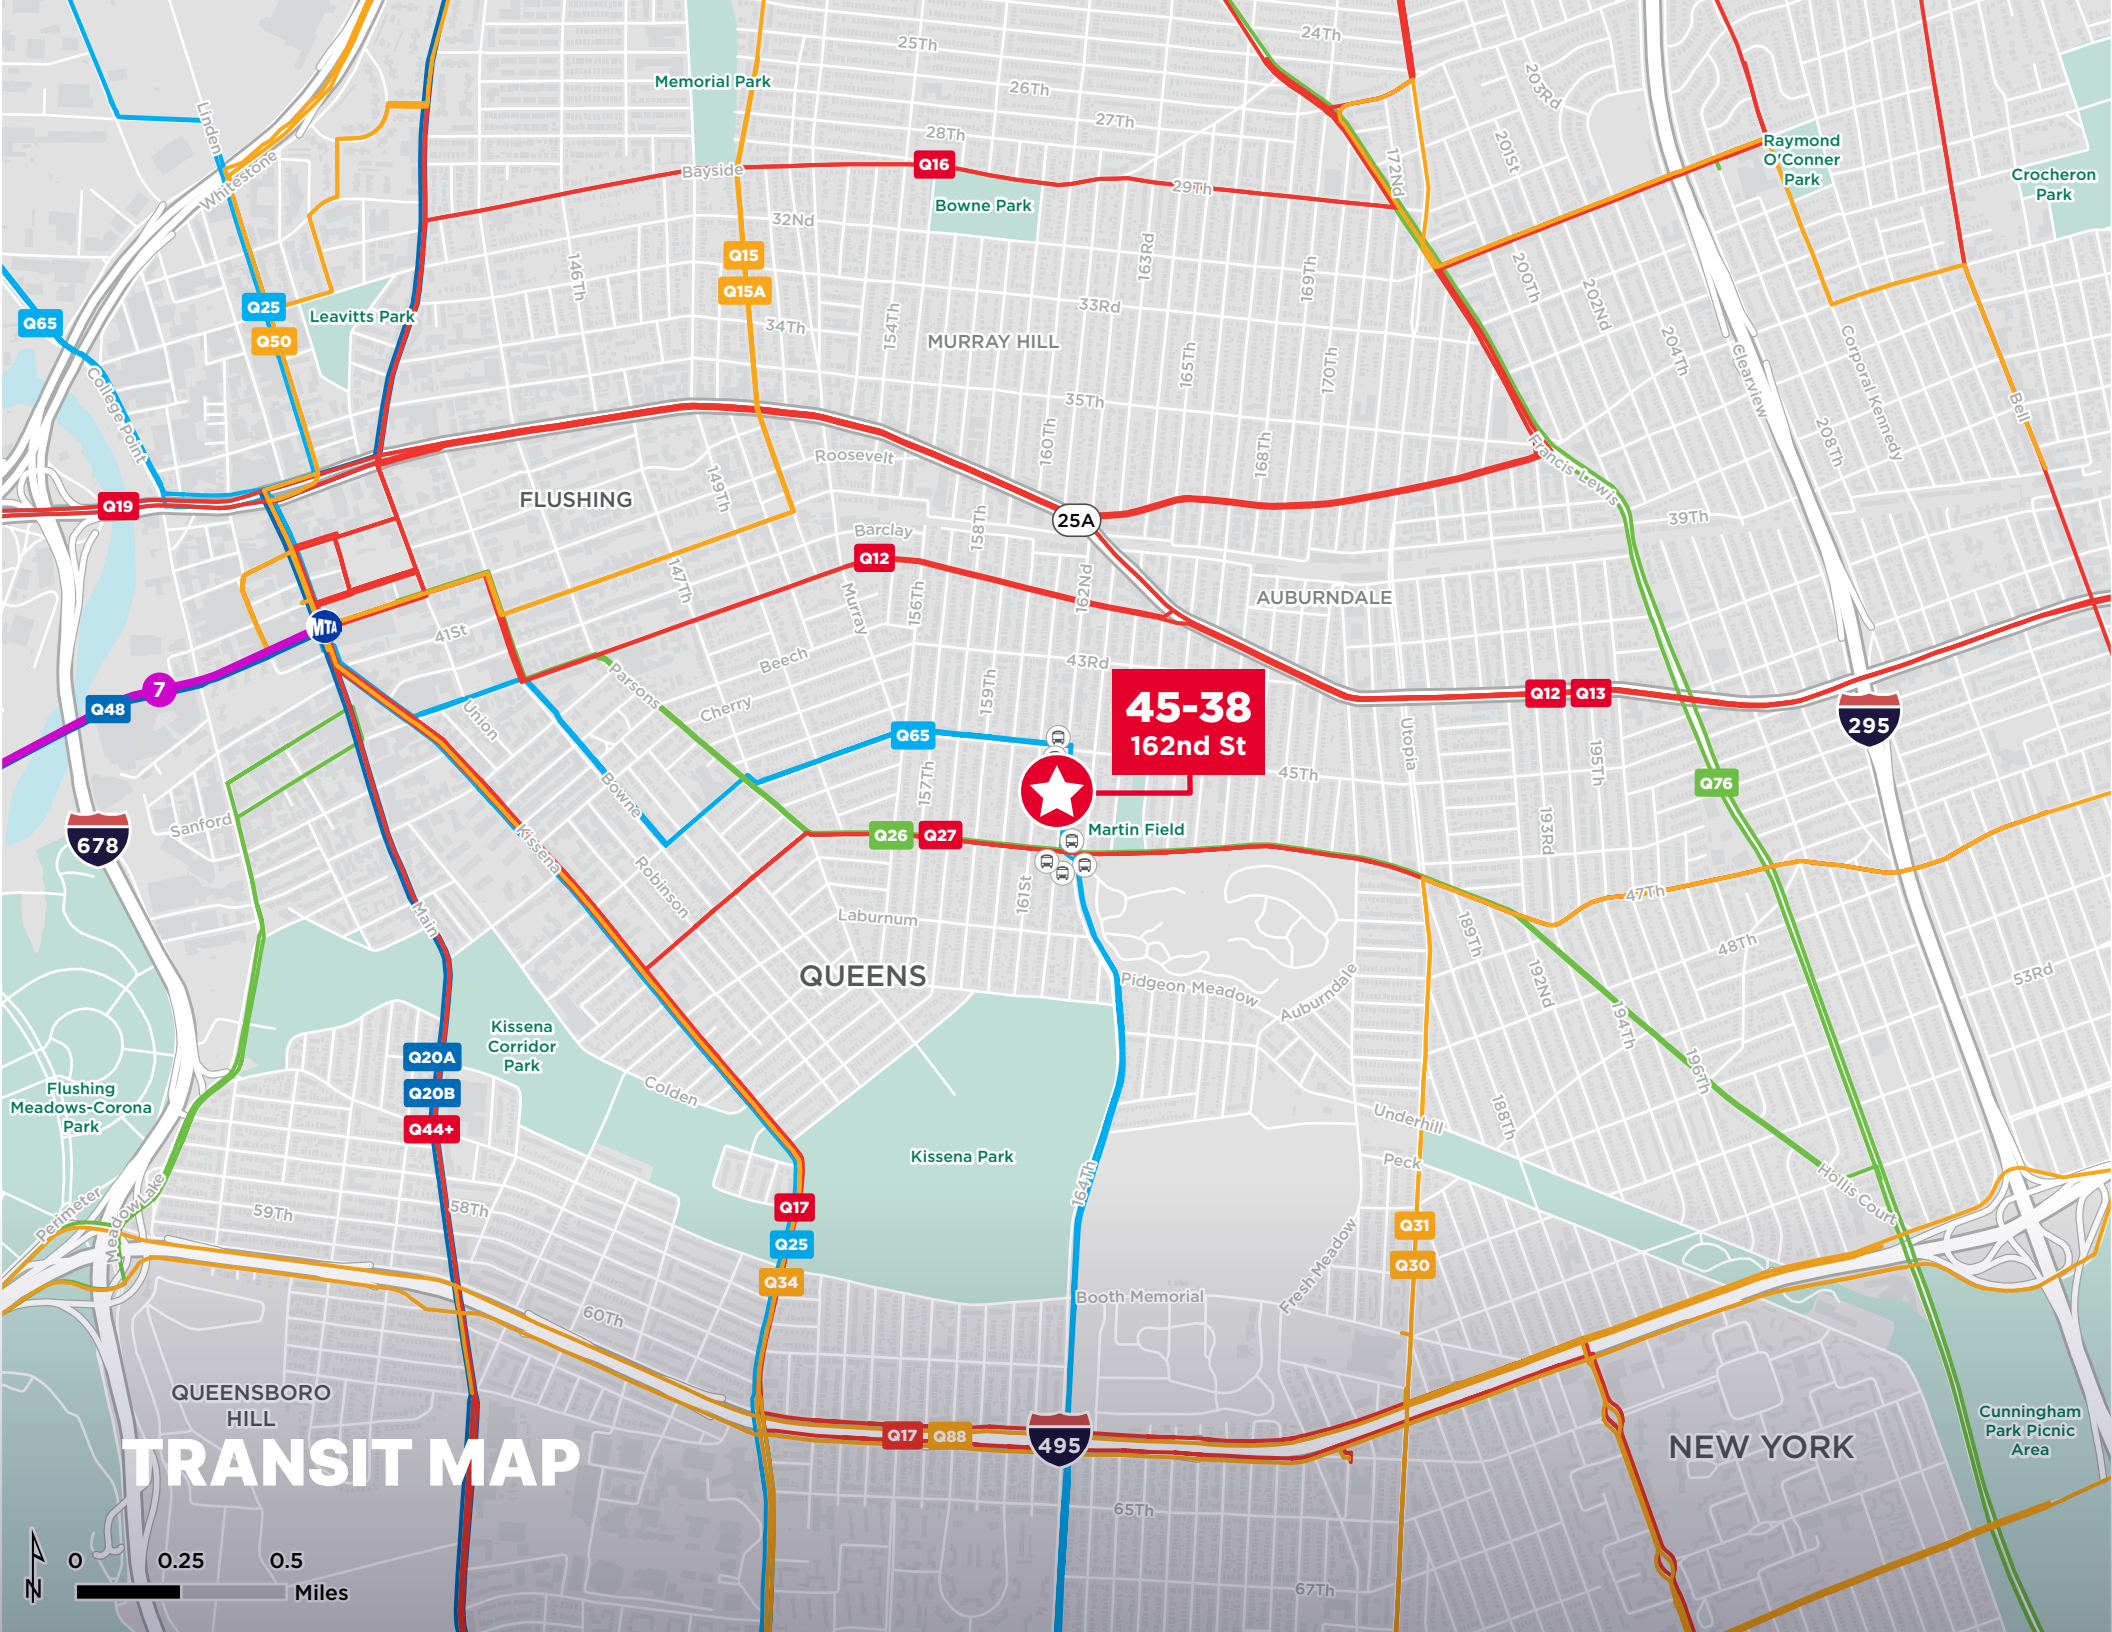 24Th
25Th
Memorial Park
26Th
203Rd
27Th
Linden
28Th
201St
Raymond
O'Conner
Park
Q16
172Nd
Bayside
Whitestone
29Th
Crocheron
Park
Bowne Park
32Nd
163Rd
Q15
146Th
169Th
200Th
Q15A
202Nd
Q25
33Rd
Leavitts Park
Q65
34Th
154Th
Q50
MURRAY HILL
204Th
165Th
170Th
Clearview
Corporal Kennedy
College Point
35Th
Bell
160Th
208Th
168Th
Roosevelt
Francis Lewis
149Th
FLUSHING
Q19
39Th
25A
158Th
Barclay
Q12
147Th
162Nd
AUBURNDALE
Murray
156Th
MTA
41St
Beech
43Rd
Parsons
7
159Th
45-38
162nd St
Q12
Q13
Q48
Cherry
Union
295
Q65
Utopia
195Th
45Th
157Th
Q76
Bowne
Sanford
Martin Field
193Rd
678
Q26
Q27
Kissena
Robinson
161St
47Th
Laburnum
Main
189Th
48Th
QUEENS
Pidgeon Meadow
Auburndale
192Nd
53Rd
194Th
Kissena
Corridor
Park
Q20A
196Th
Colden
Flushing
Meadows-Corona
Park
Q20B
Q44+
Underhill
188Th
Kissena Park
Peck
164Th
Hollis Court
Perimeter
Meadow Lake
59Th
58Th
Q17
Q31
Q25
Fresh Meadow
Q30
Q34
Booth Memorial
60Th
QUEENSBORO
HILL
Cunningham
Park Picnic
Area
Q17
Q88
495
NEW YORK
TRANSIT MAP
65Th
0 0.25 0.5
67Th
N
Miles